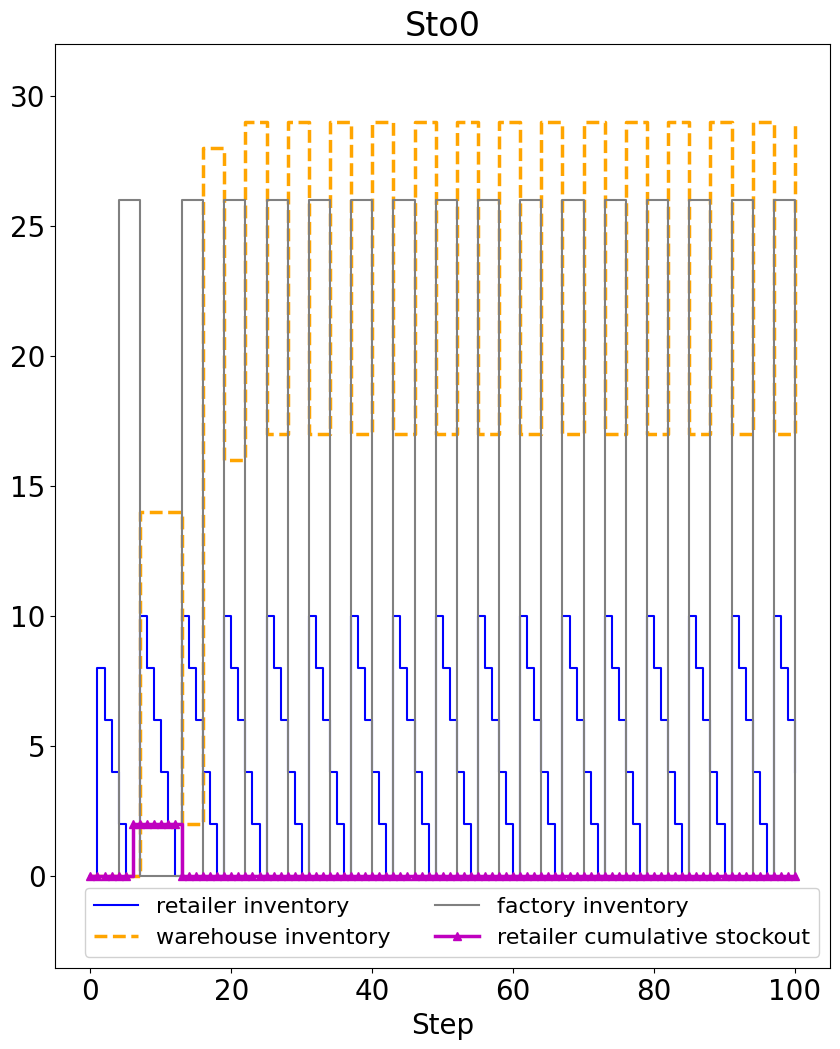 Sto0
30
25
20
15
10
5
0
retailer inventory
warehouse inventory
factory inventory
retailer cumulative stockout
0 20 40 60 80 100
Step